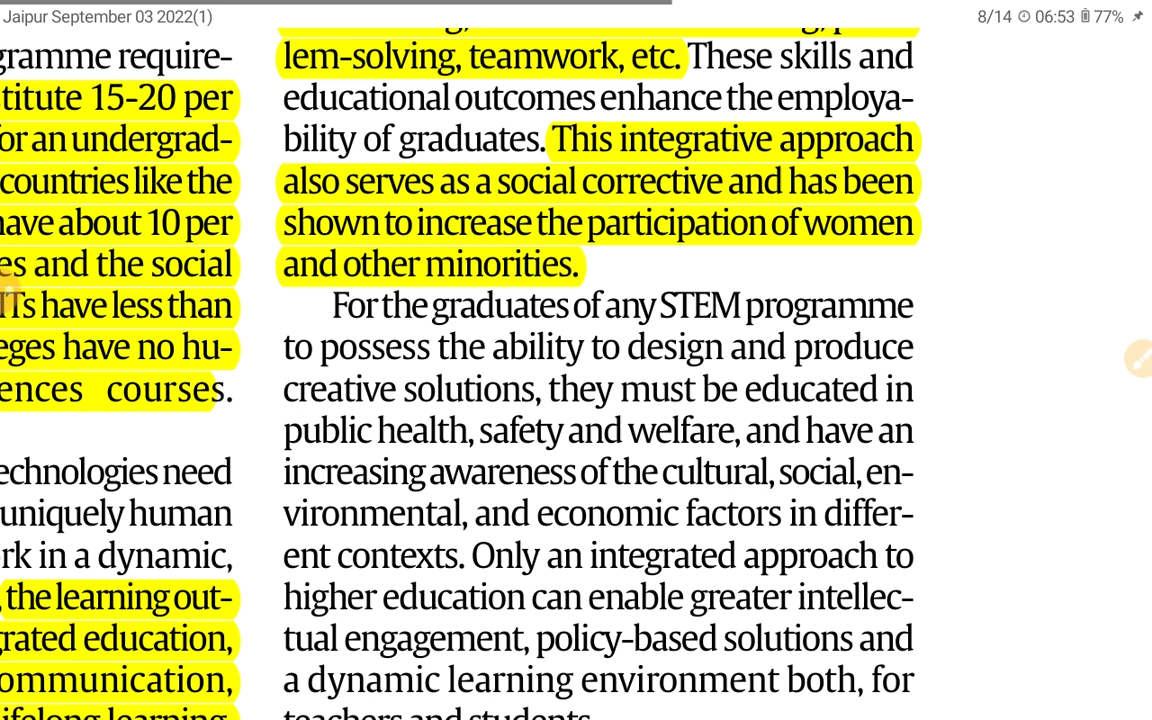 Jaipur September 03 2022(1)
8/14 06:53 77%
gramme require-
titute 15-20 per
or an undergrad-
countries like the
have about 10 per
es and the social
ITs have less than
eges have no hu-
ences courses.
echnologies need
uniquely human
rk in a dynamic,
, the learning out-
grated education,
ommunication,
ifelong learning,
lem-solving, teamwork, etc. These skills and
educational outcomes enhance the employa-
bility of graduates. This integrative approach
also serves as a social corrective and has been
shown to increase the participation of women
and other minorities.
For the graduates of any STEM programme
to possess the ability to design and produce
creative solutions, they must be educated in
public health, safety and welfare, and have an
increasing awareness of the cultural, social, en-
vironmental, and economic factors in differ-
ent contexts. Only an integrated approach to
higher education can enable greater intellec-
tual engagement, policy-based solutions and
a dynamic learning environment both, for
teachers and students.